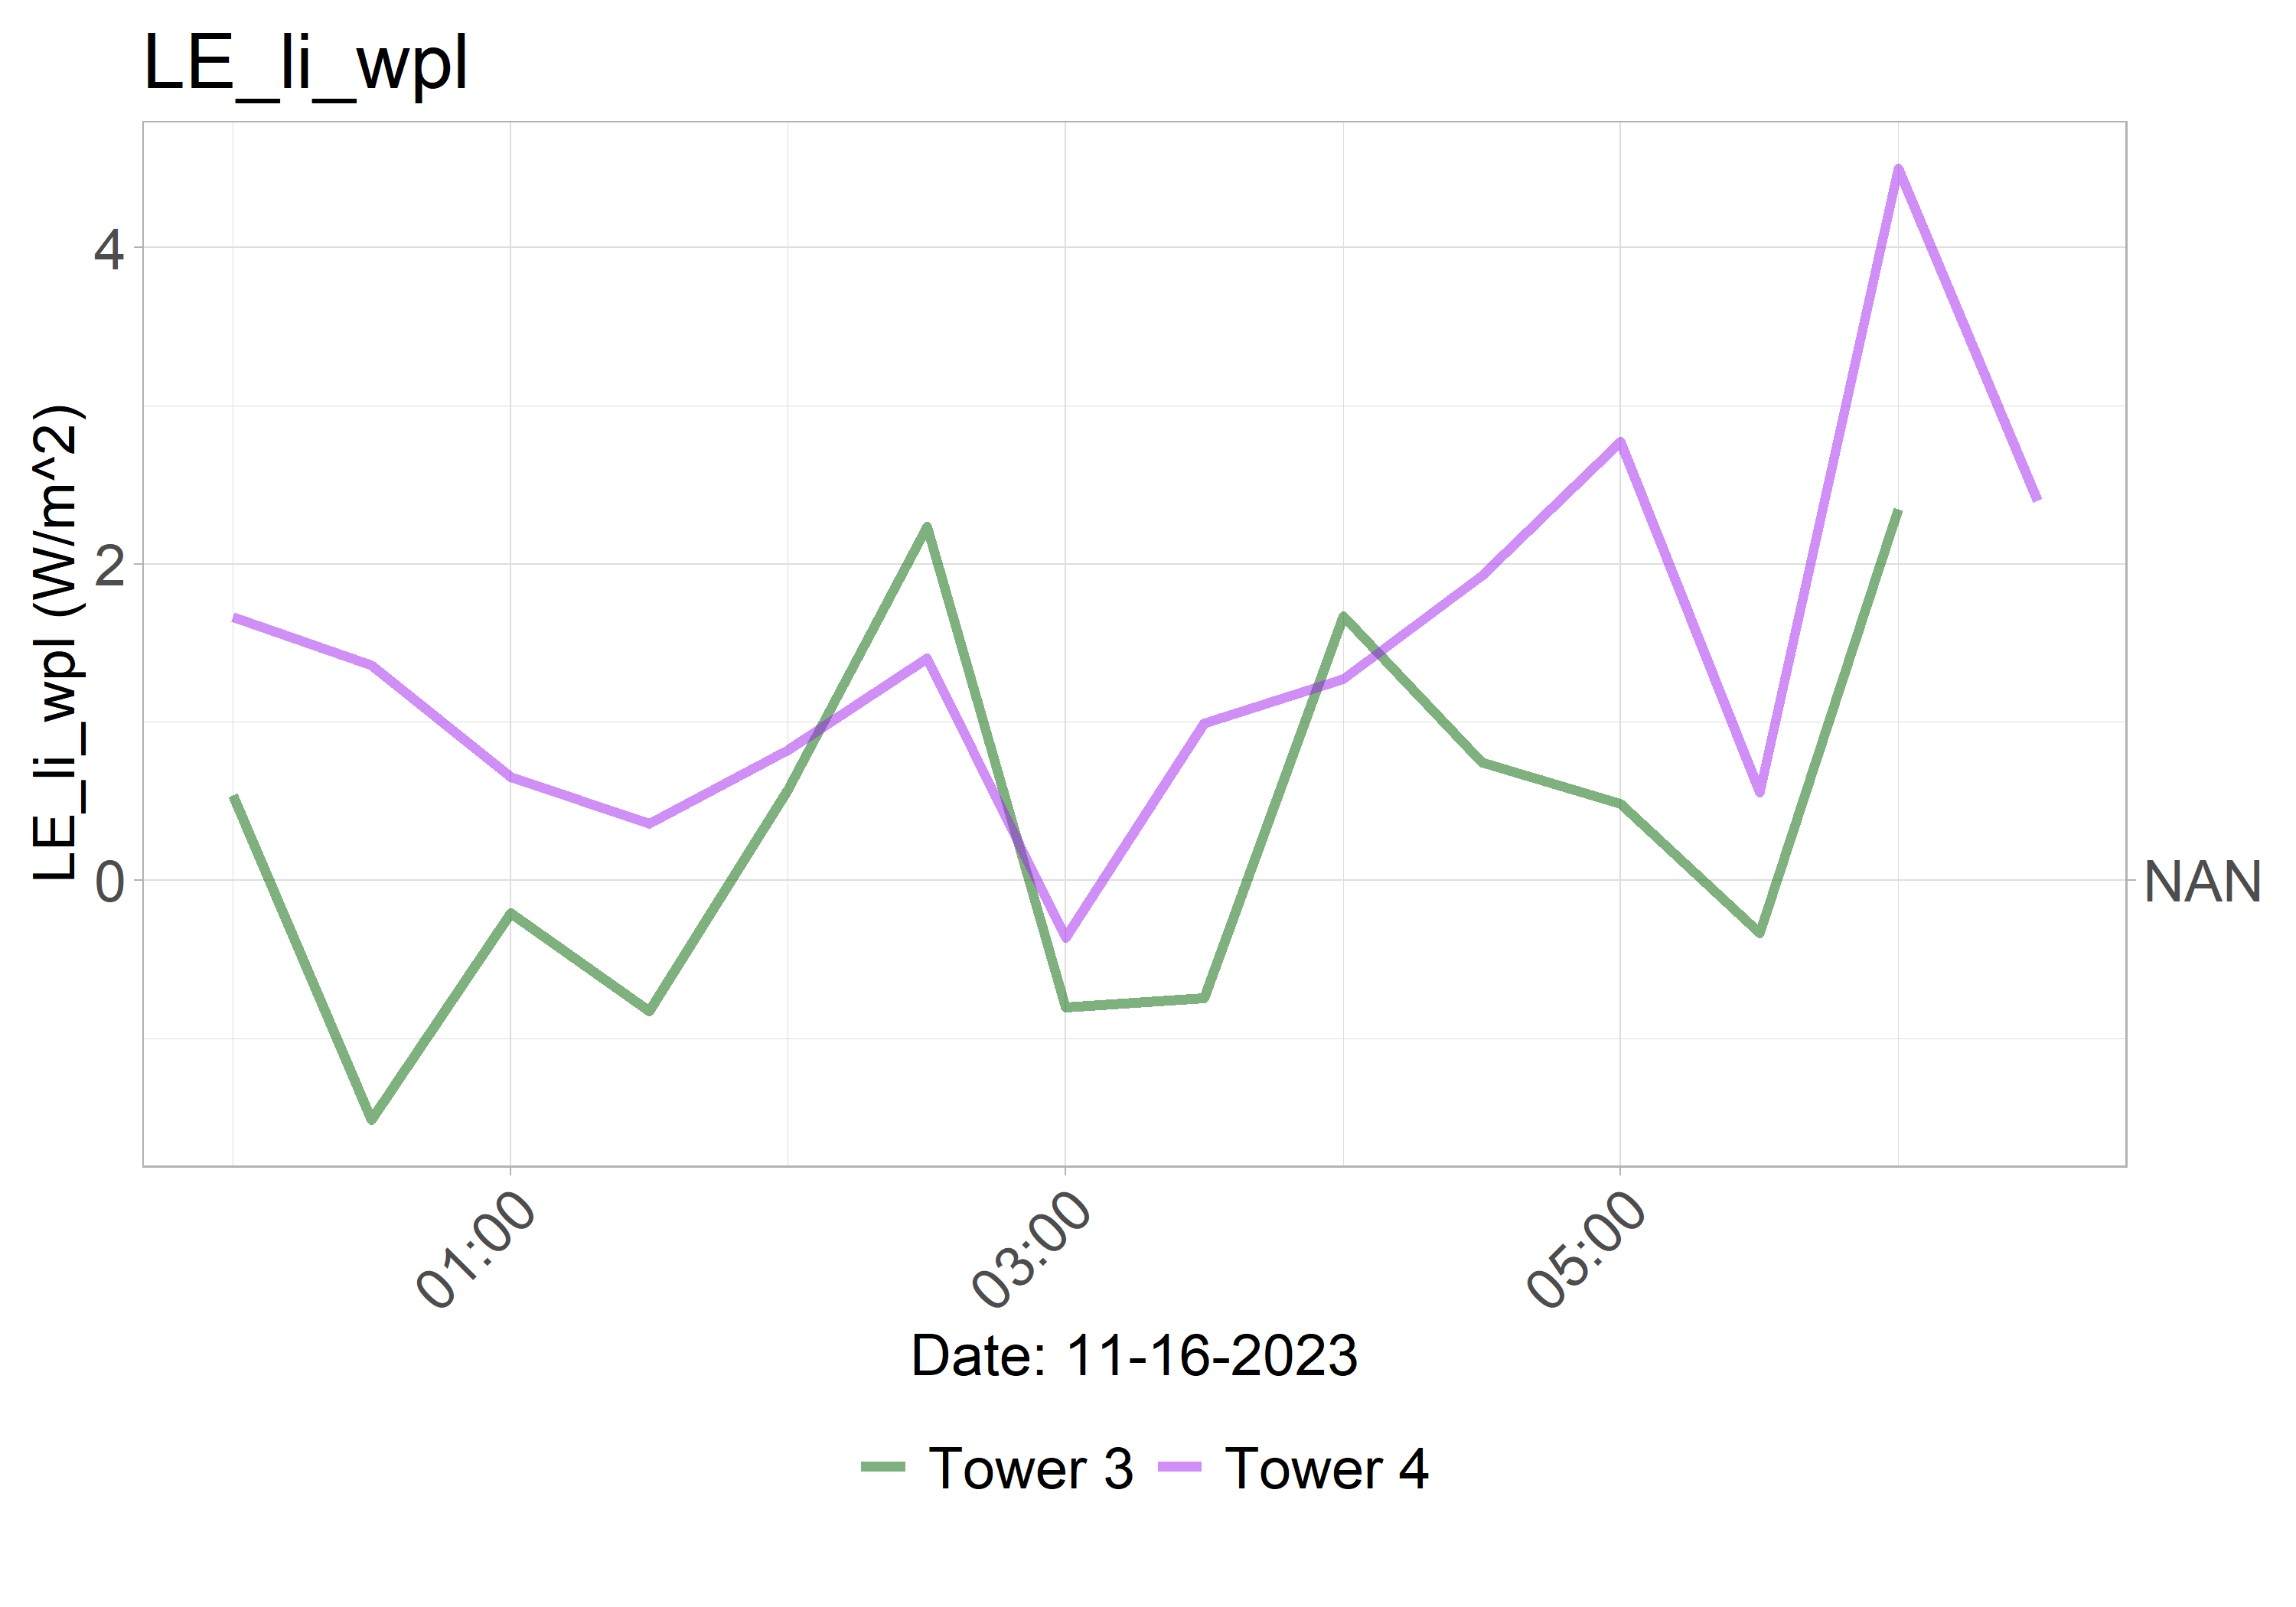 LE_li_wpl
LE_li_wpl (W/m^2)
4
2
0
NAN
01:00
03:00
05:00
Date: 11-16-2023
Tower 3
Tower 4